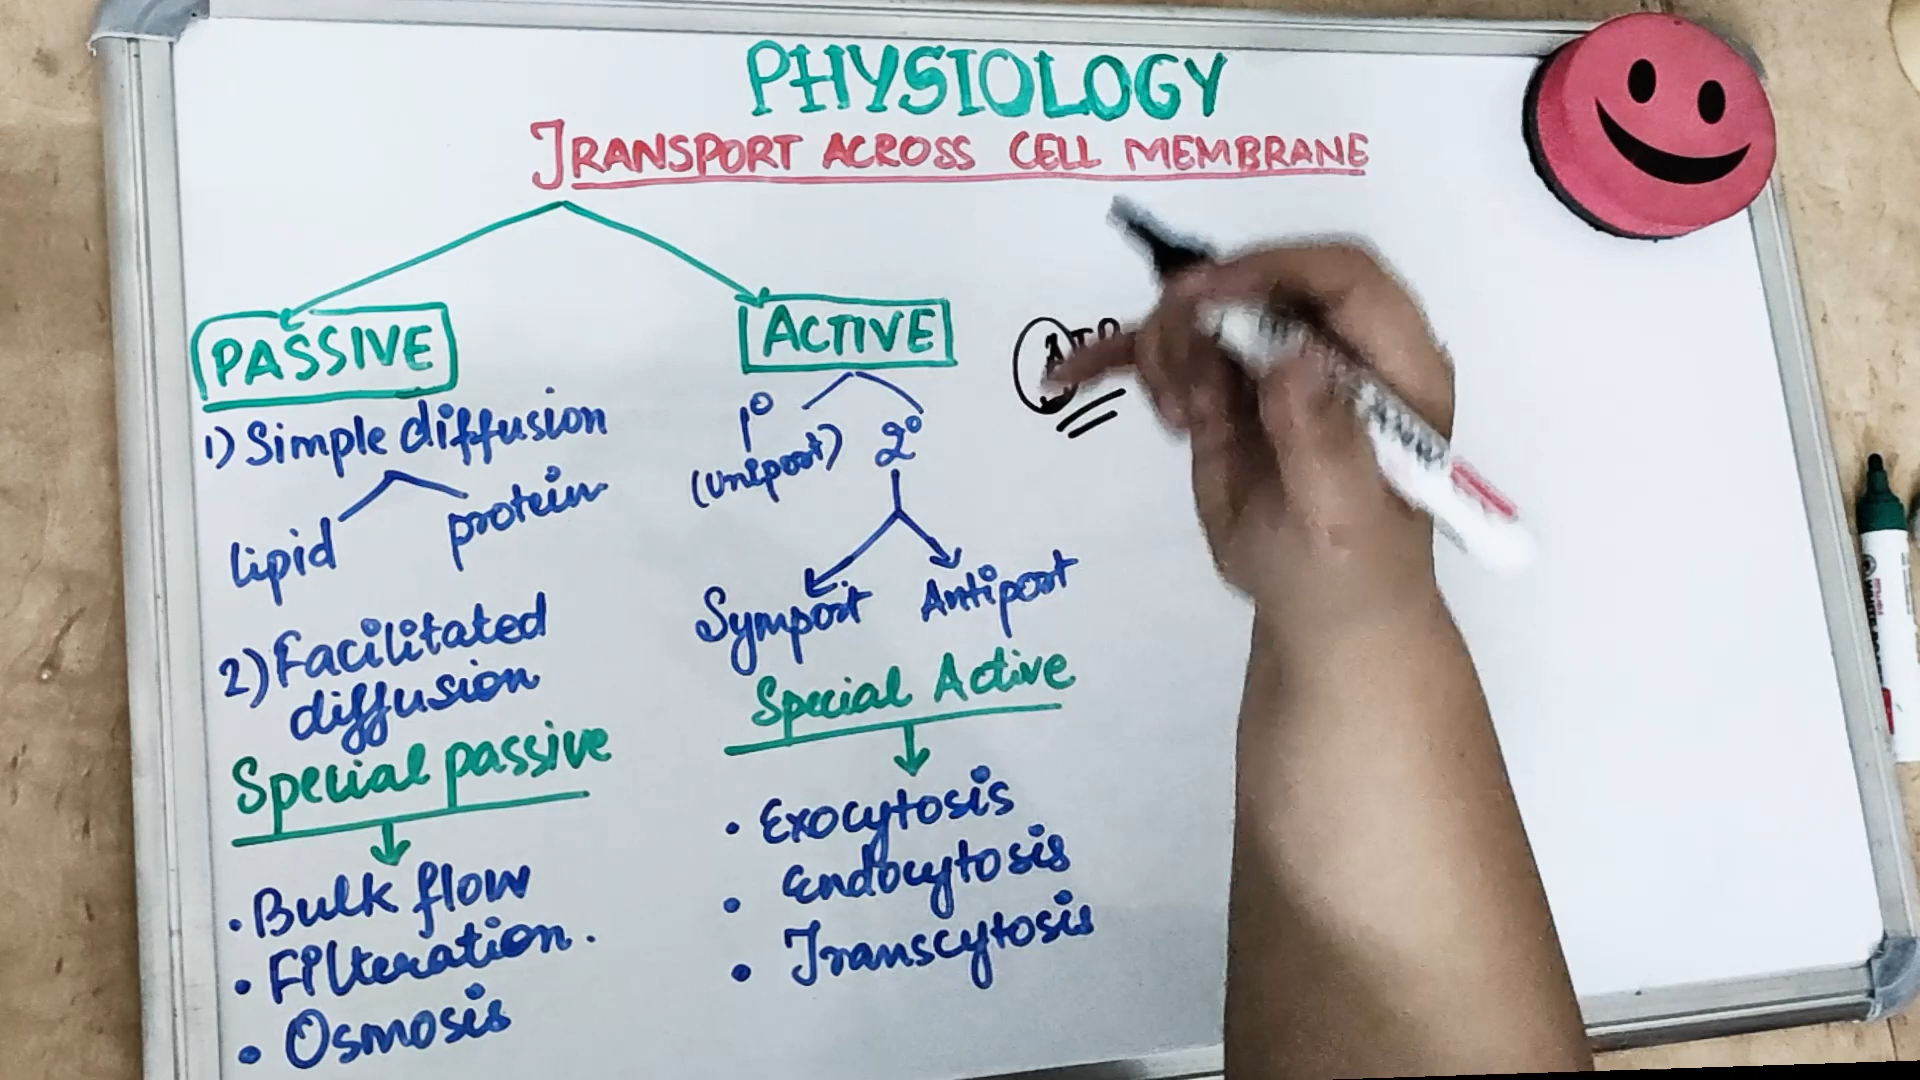 PHYSIOLOGY
TRANSPORT ACROSS CELL MEMBRANE
PASSIVE
1) Simple diffusion
lipid protein
2) Facilitated
diffusion
Special passive
• Bulk flow
• Filteration.
• Osmosis
ACTIVE
1° 2°
(Uniport)
Symport Antiport
Special Active
• Exocytosis
• Endocytosis
• Transcytosis
ATP